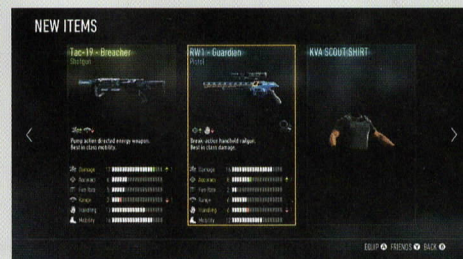 NEW ITEMS
Tac-19 - Breacher
Shotgun
Pump action directed energy weapon.
Best in class mobility.
Damage
Accuracy
Fire Rate
Range
Handling
Mobility
RW1 - Guardian
Pistol
Break-action handheld railgun.
Best in class damage.
Damage
Accuracy
Fire Rate
Range
Handling
Mobility
KVA SCOUT SHIRT
EQUIP A FRIENDS Y BACK B